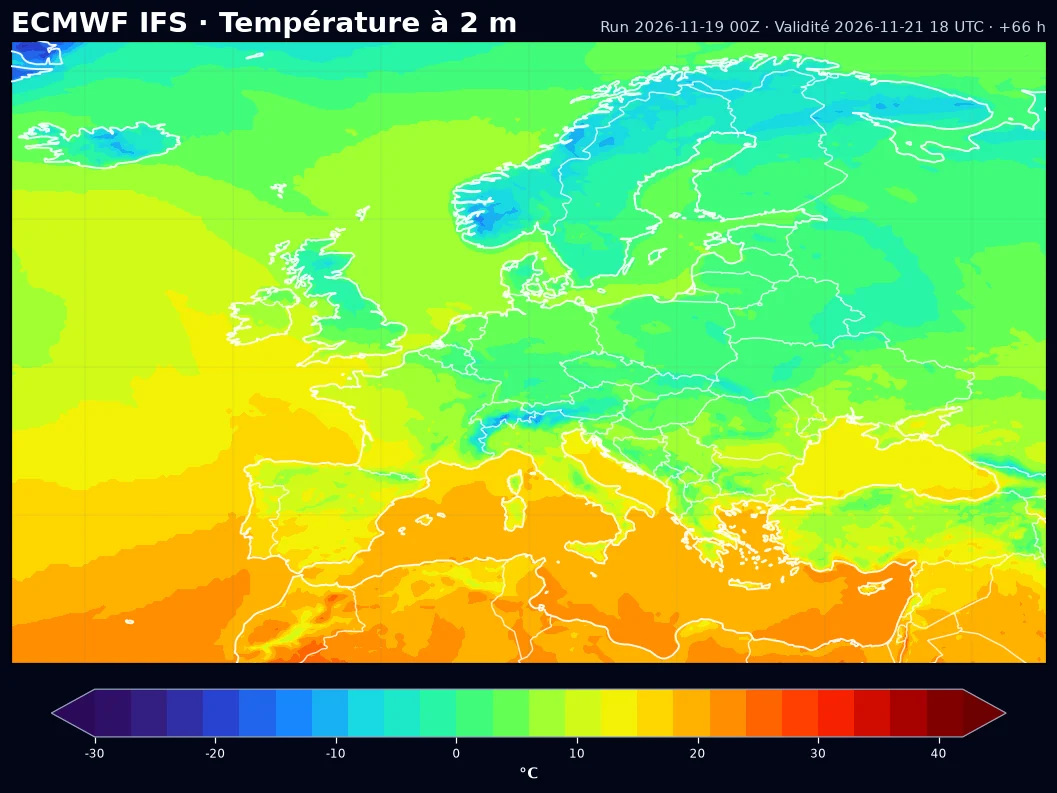 ECMWF IFS · Température à 2 m
Run 2026-11-19 00Z · Validité 2026-11-21 18 UTC · +66 h
-30 -20 -10 0 10 20 30 40
°C